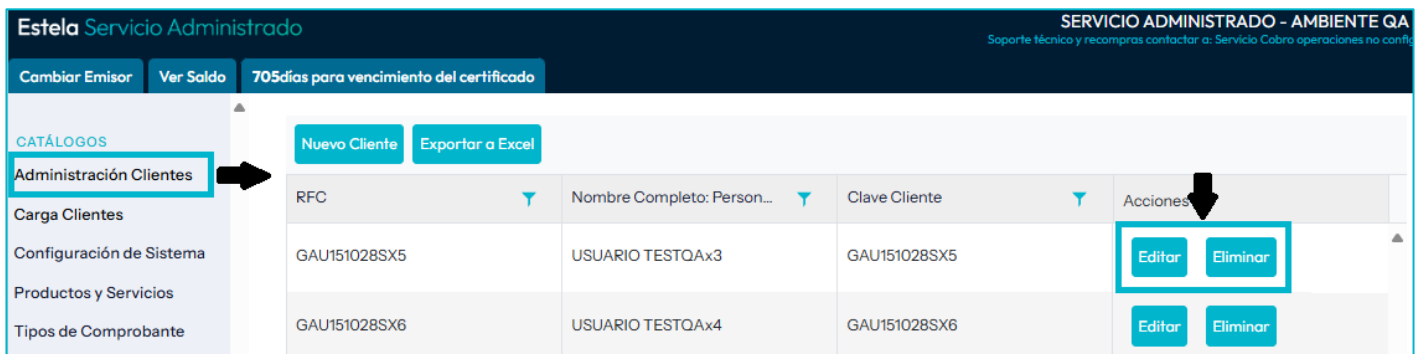 Estela Servicio Administrado
SERVICIO ADMINISTRADO - AMBIENTE QA
Soporte técnico y recompras contactar a: Servicio Cobro operaciones no config
Cambiar Emisor
Ver Saldo
705días para vencimiento del certificado
CATÁLOGOS
Administración Clientes
Carga Clientes
Configuración de Sistema
Productos y Servicios
Tipos de Comprobante
Nuevo Cliente
Exportar a Excel
RFC
Nombre Completo: Person...
Clave Cliente
Acciones
GAU151028SX5
USUARIO TESTQAx3
GAU151028SX5
Editar
Eliminar
GAU151028SX6
USUARIO TESTQAx4
GAU151028SX6
Editar
Eliminar